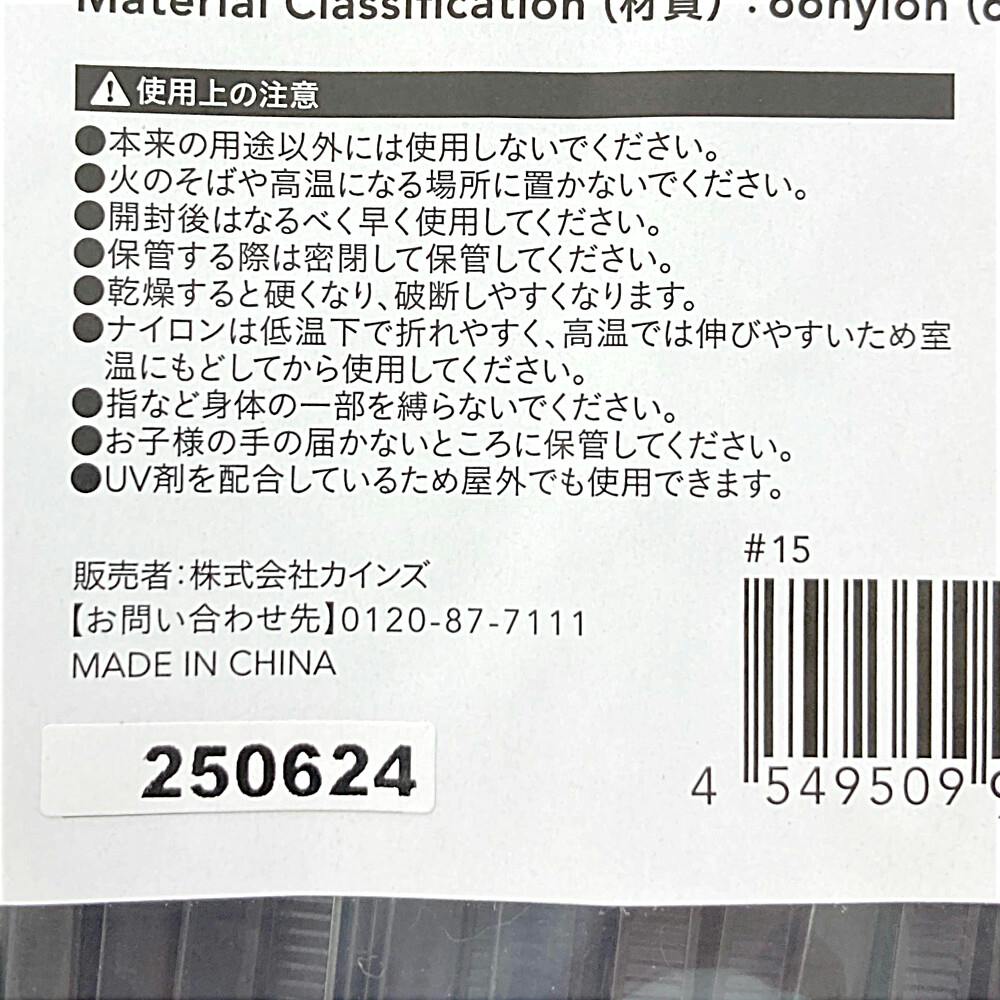 Material Classification (材質) : 66nylon (6
使用上の注意
●本来の用途以外には使用しないでください。
●火のそばや高温になる場所に置かないでください。
●開封後はなるべく早く使用してください。
●保管する際は密閉して保管してください。
●乾燥すると硬くなり、破断しやすくなります。
●ナイロンは低温下で折れやすく、高温では伸びやすいため室
温にもどしてから使用してください。
●指など身体の一部を縛らないでください。
●お子様の手の届かないところに保管してください。
●UV剤を配合しているため屋外でも使用できます。
#15
販売者:株式会社カインズ
【お問い合わせ先】0120-87-7111
MADE IN CHINA
250624
4 549509